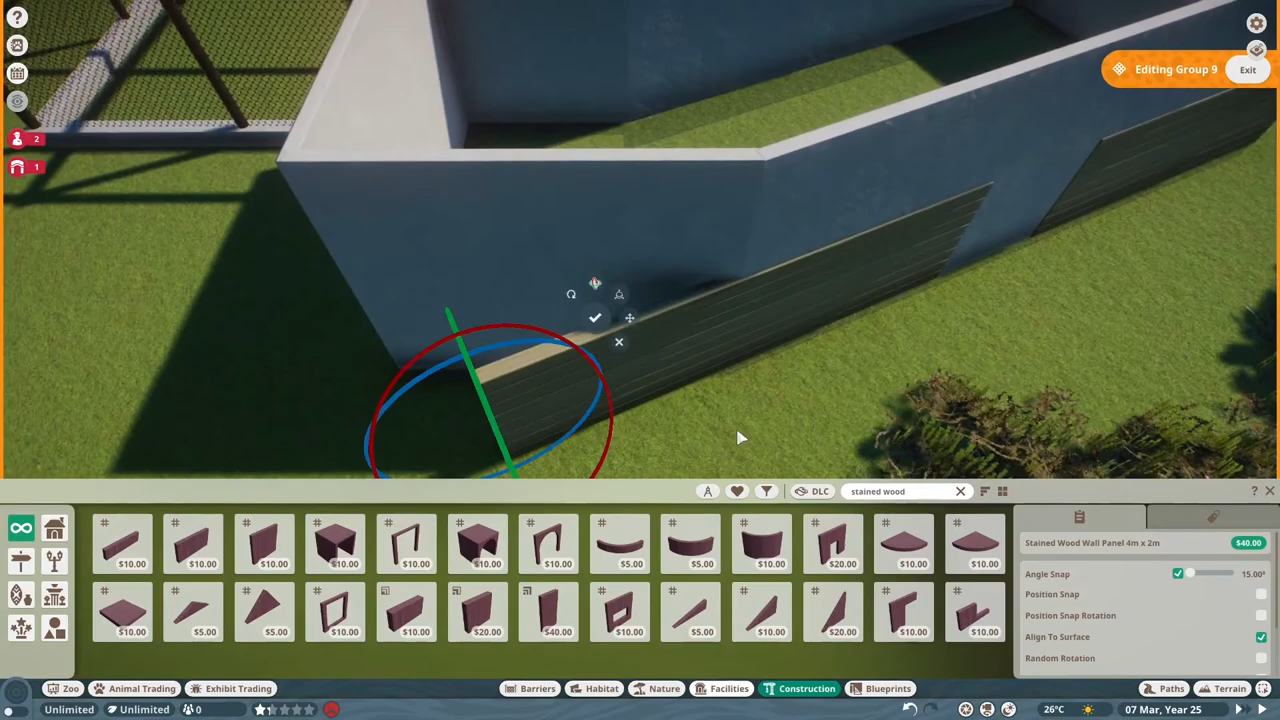 ?
Editing Group 9
Exit
2
1
DLC
stained wood
?
$10.00
$10.00
$10.00
$10.00
$10.00
$10.00
$10.00
$5.00
$5.00
$10.00
$20.00
$10.00
$10.00
$10.00
$5.00
$5.00
$10.00
$10.00
$20.00
$40.00
$10.00
$5.00
$10.00
$20.00
$10.00
$10.00
Stained Wood Wall Panel 4m x 2m
$40.00
Angle Snap
15.00°
Position Snap
Position Snap Rotation
Align To Surface
Random Rotation
Zoo
Animal Trading
Exhibit Trading
Barriers
Habitat
Nature
Facilities
Construction
Blueprints
Paths
Terrain
Unlimited
Unlimited
0
26°C
07 Mar, Year 25